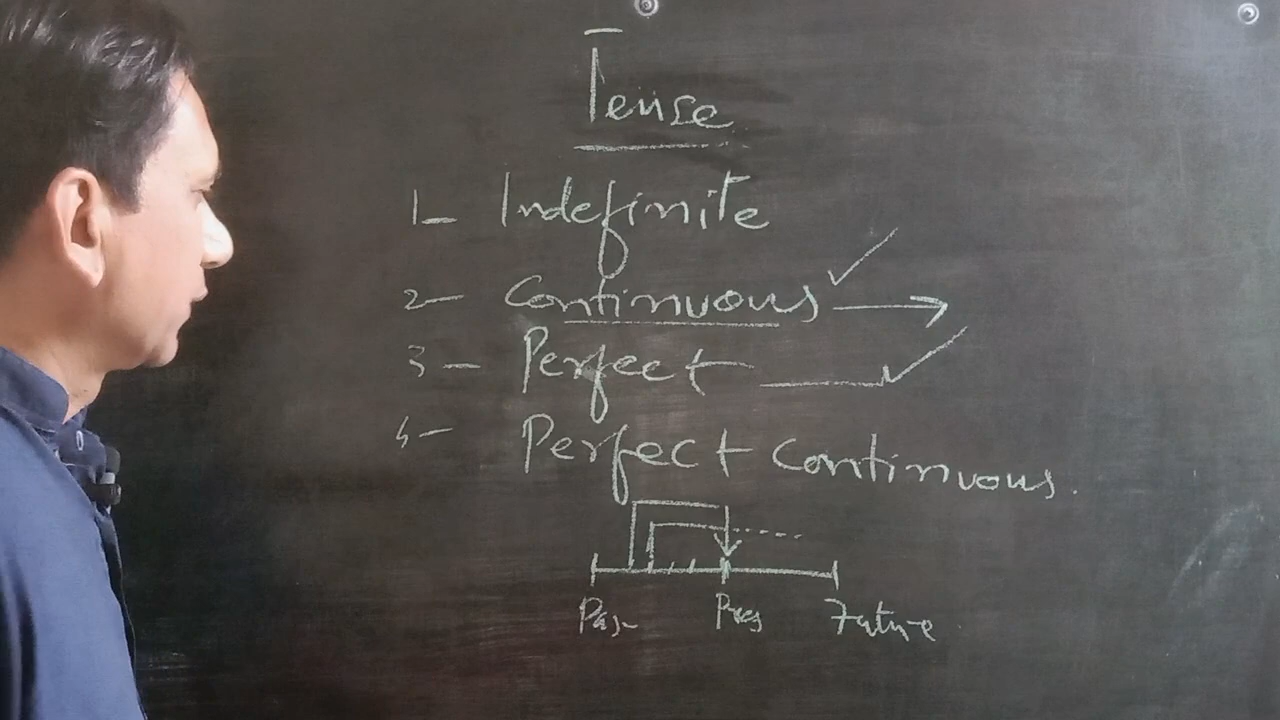 Tense
1- Indefinite
2- Continuous
3- Perfect
4- Perfect Continuous.
Pas Pres Future